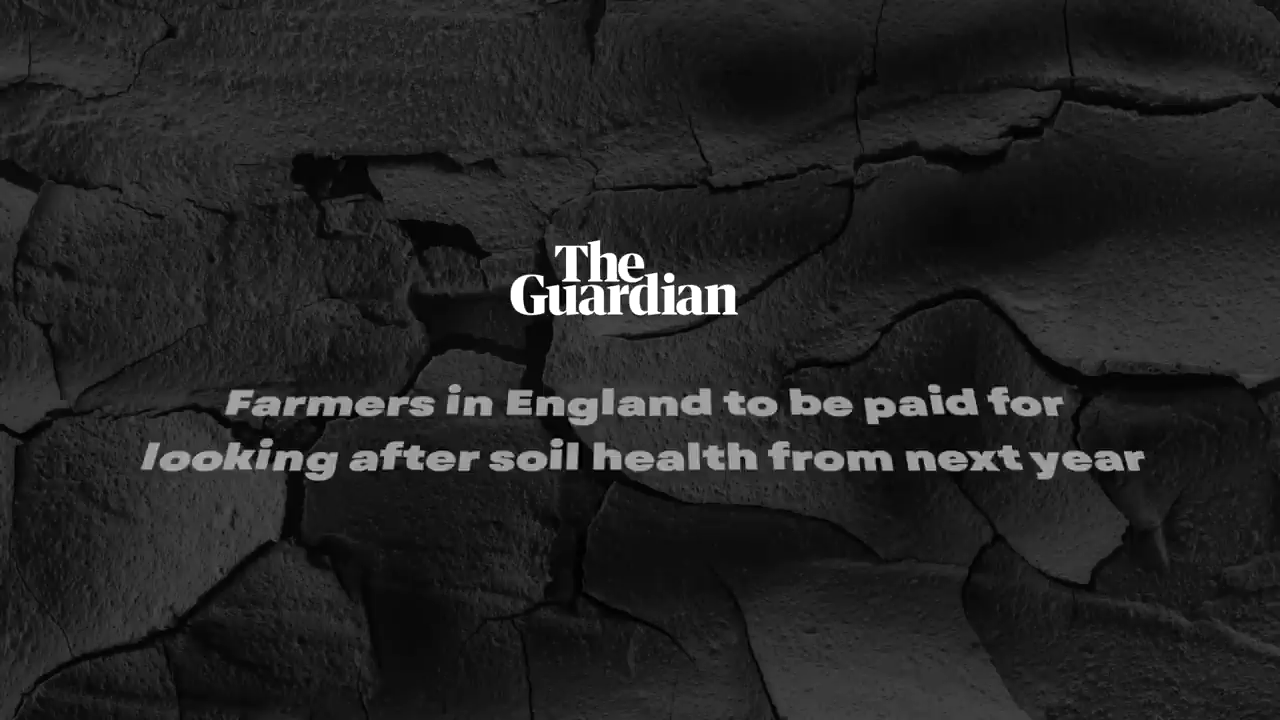 The
Guardian
Farmers in England to be paid for
looking after soil health from next year